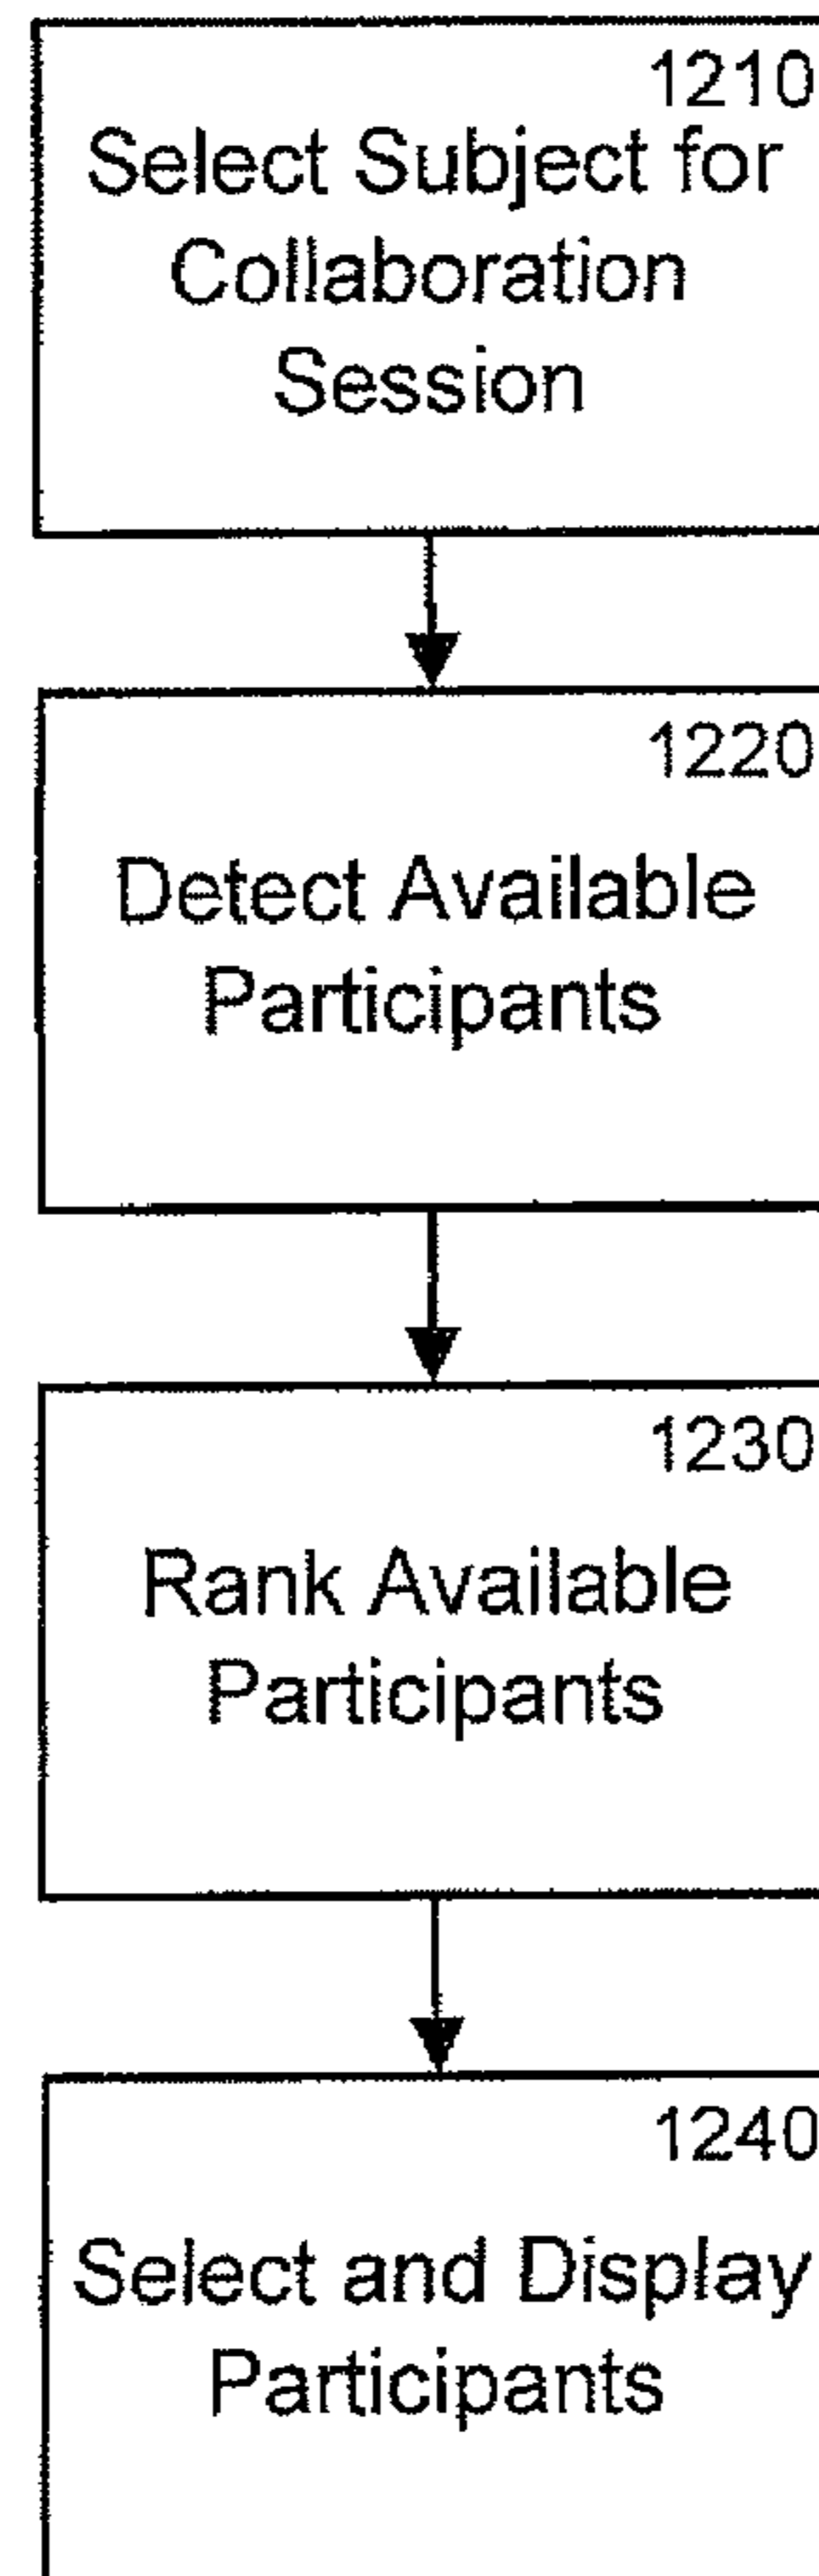 1210
Select Subject for
Collaboration
Session
1220
Detect Available
Participants
1230
Rank Available
Participants
1240
Select and Display
Participants